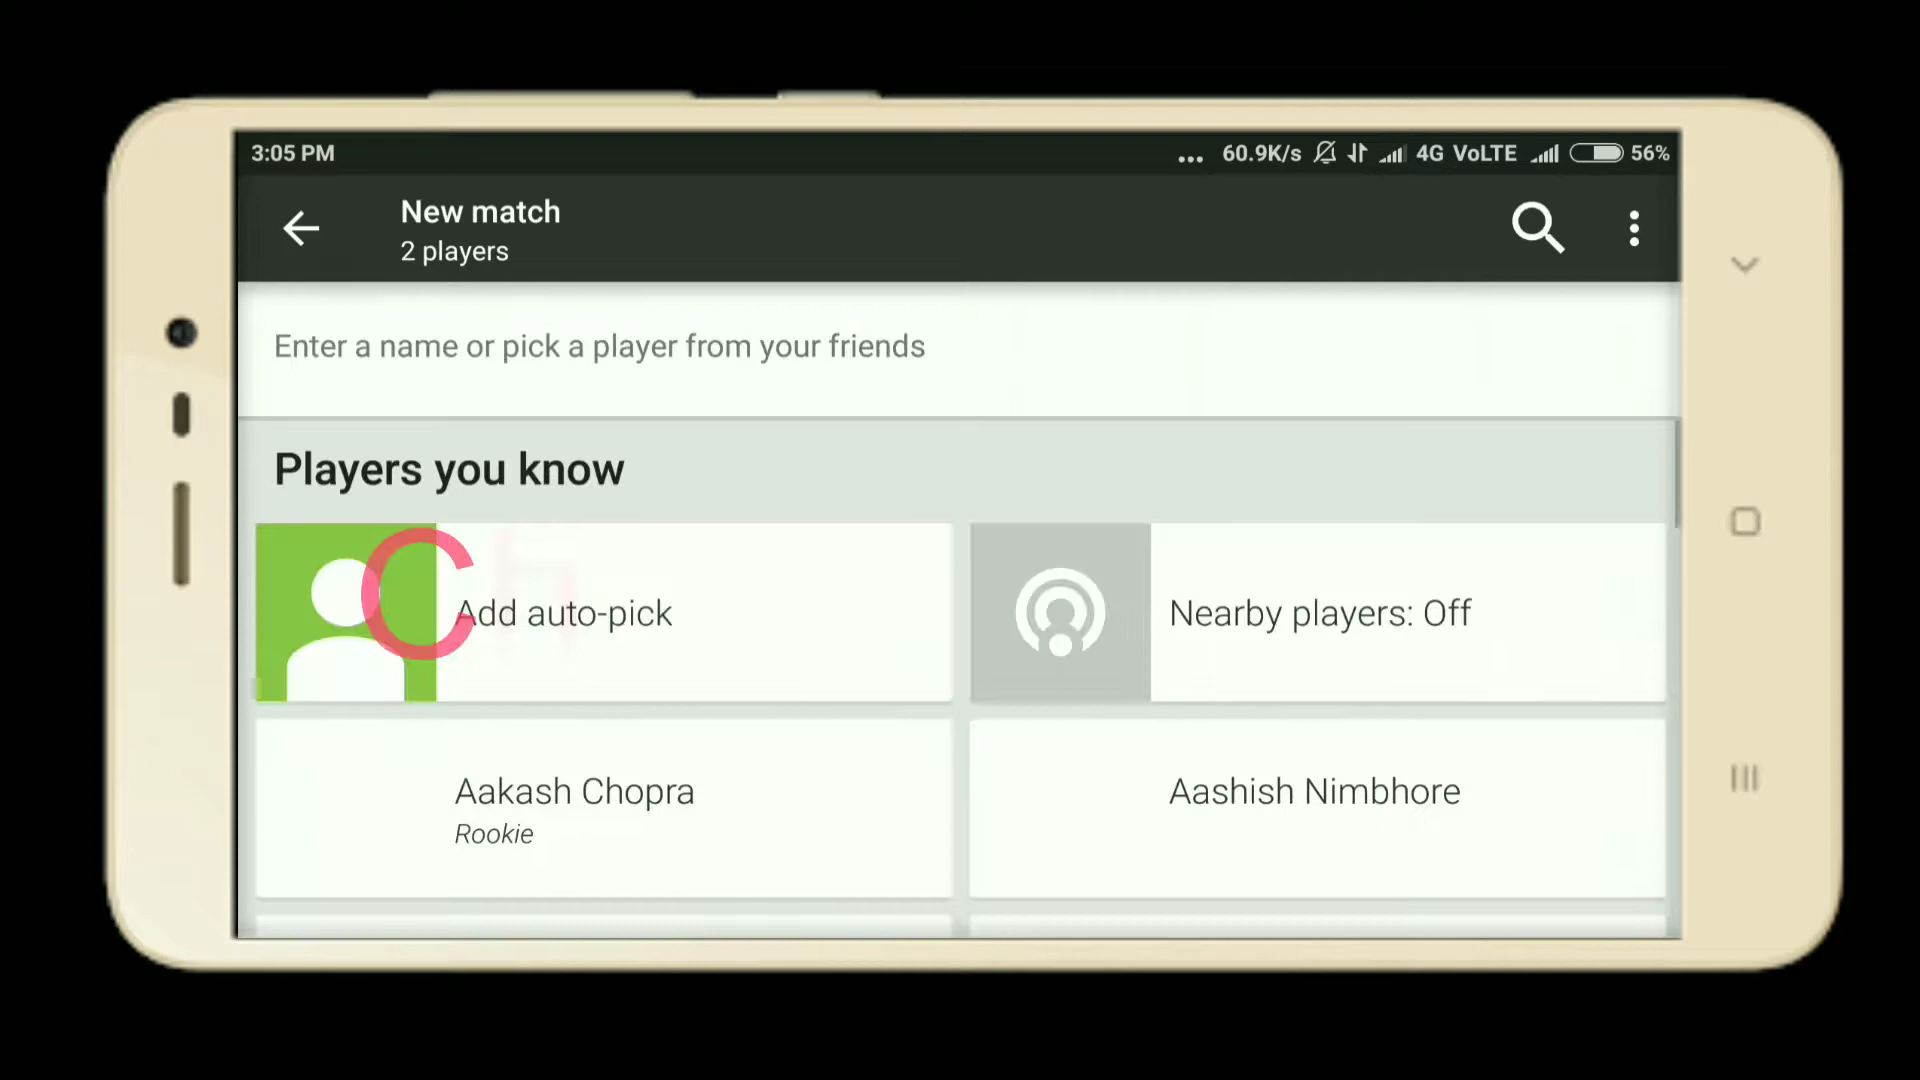 3:05 PM
... 60.9K/s 4G VoLTE 56%
New match
2 players
Enter a name or pick a player from your friends
Players you know
Add auto-pick
Nearby players: Off
Aakash Chopra
Rookie
Aashish Nimbhore
C
h